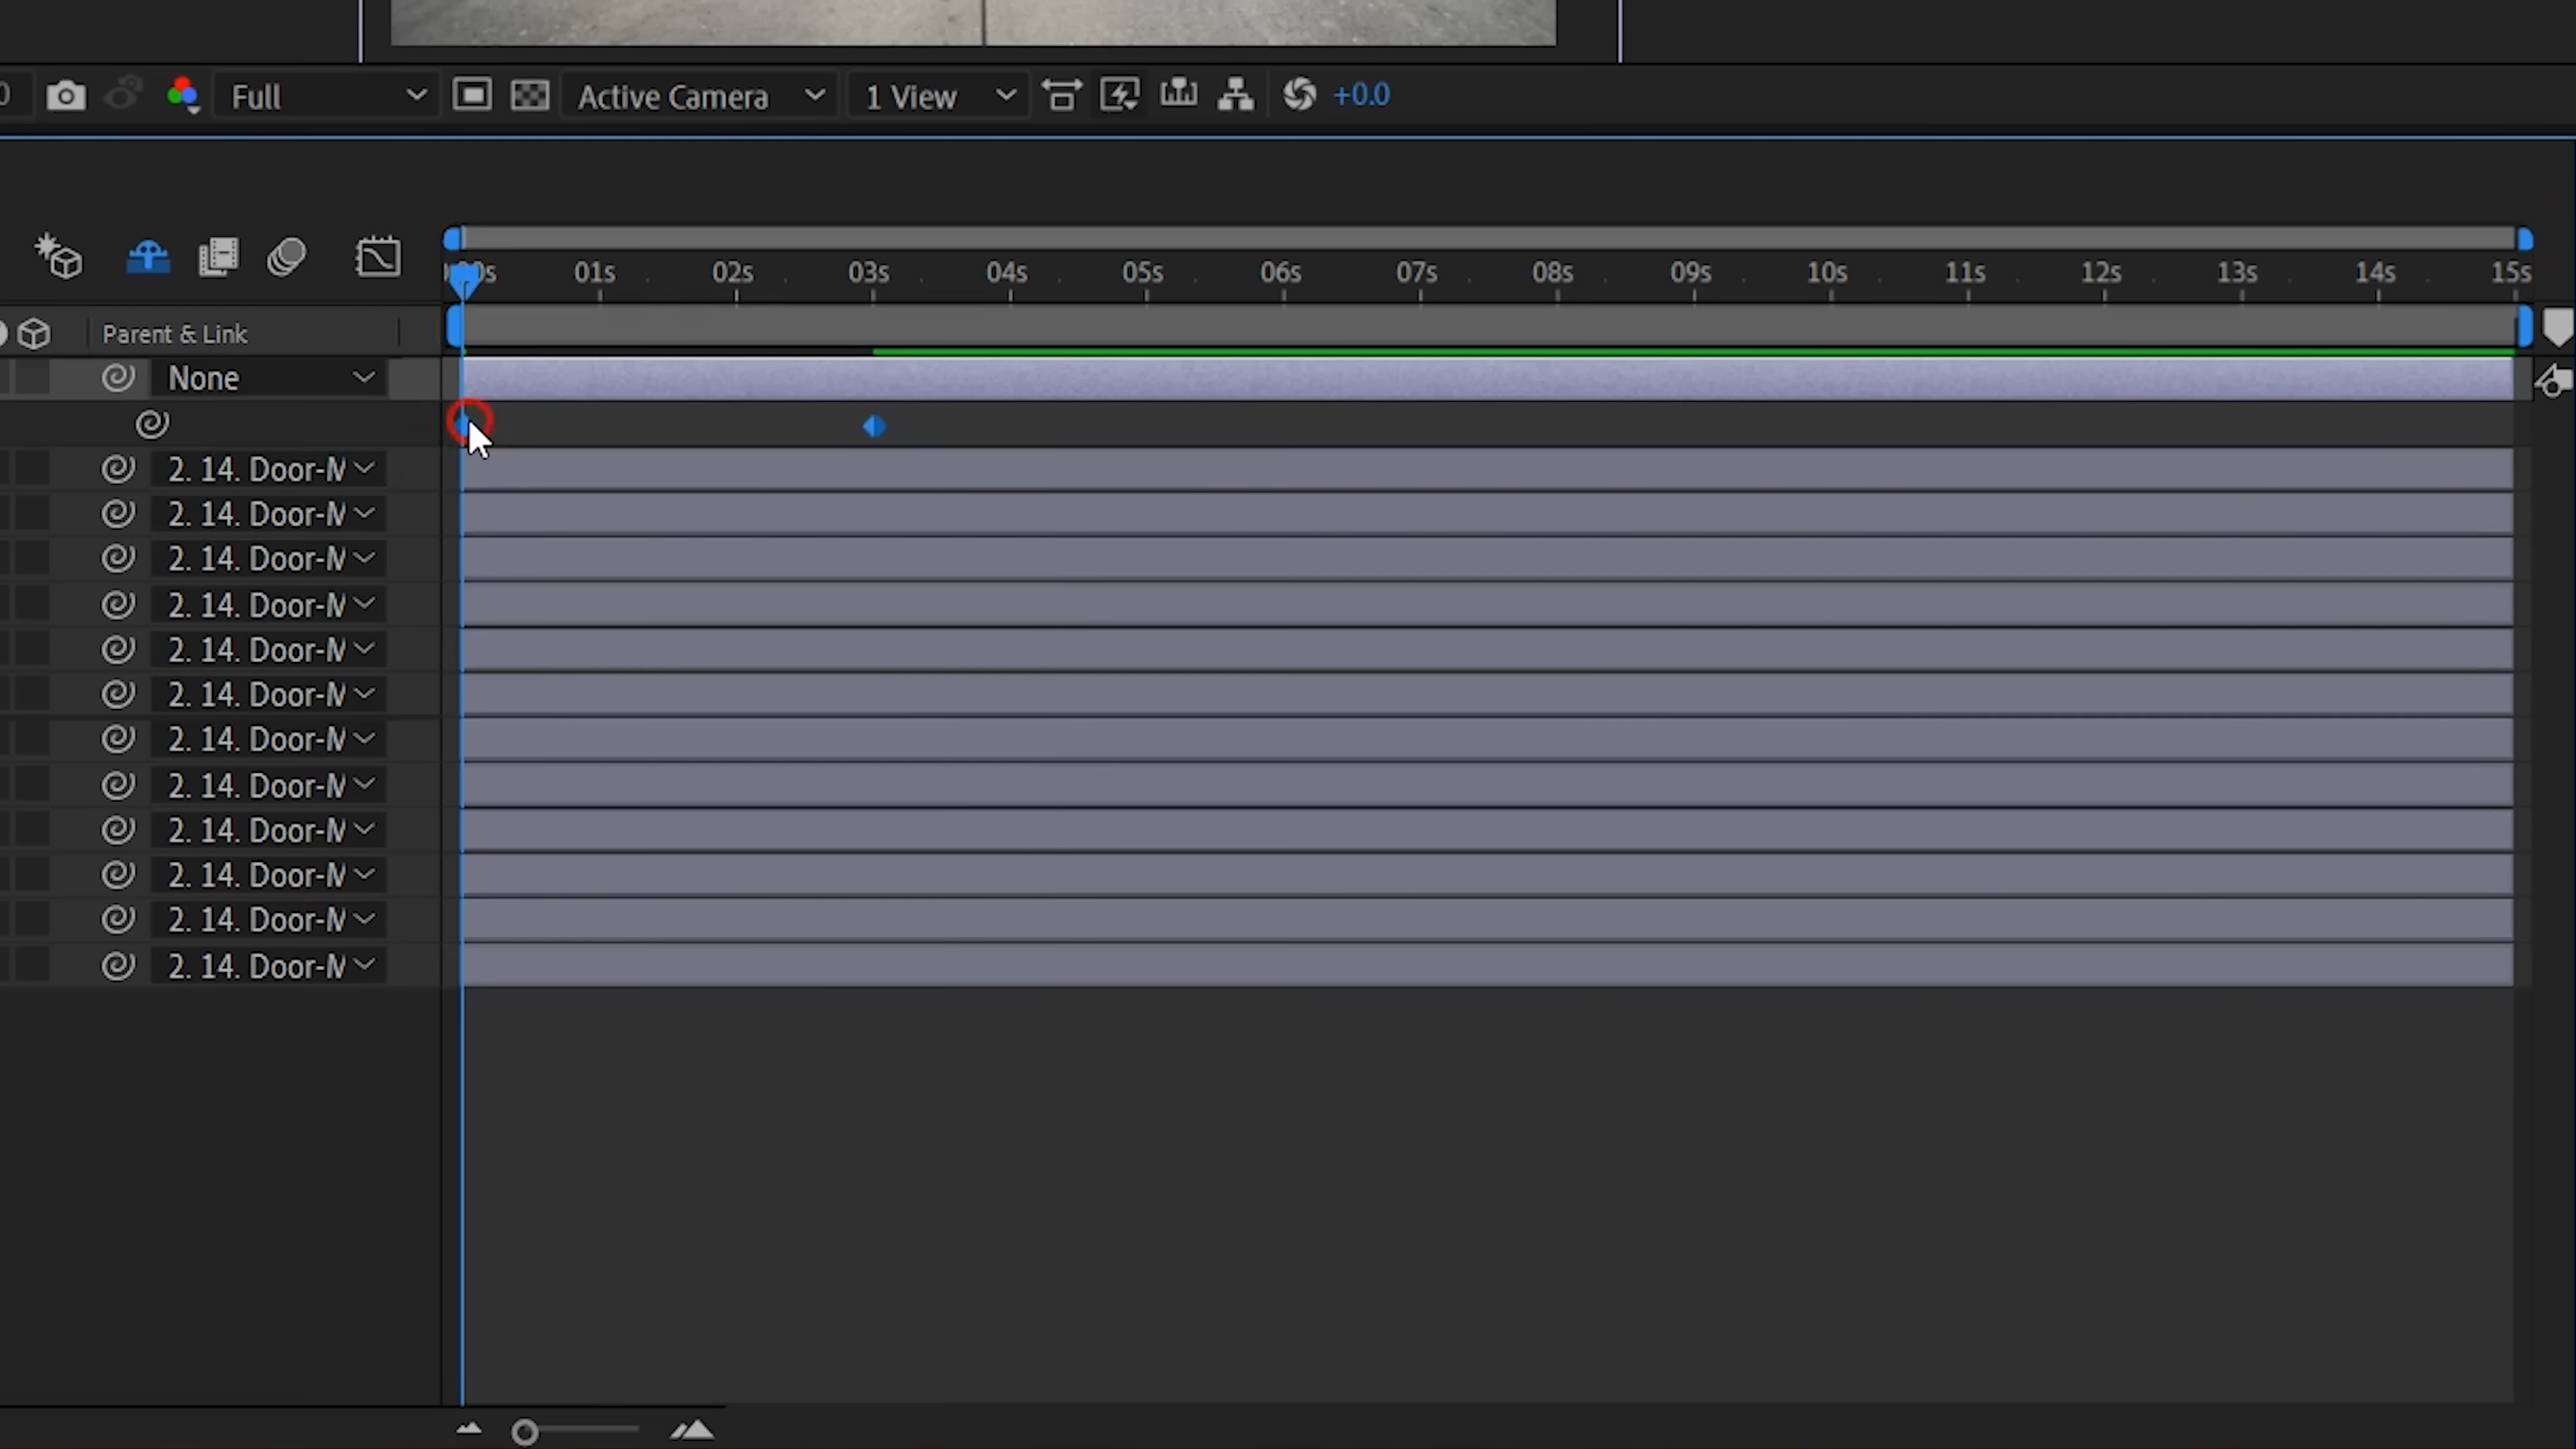 Full Active Camera 1 View +0.0
00s 01s 02s 03s 04s 05s 06s 07s 08s 09s 10s 11s 12s 13s 14s 15s
Parent & Link
None
2. 14. Door-M
2. 14. Door-M
2. 14. Door-M
2. 14. Door-M
2. 14. Door-M
2. 14. Door-M
2. 14. Door-M
2. 14. Door-M
2. 14. Door-M
2. 14. Door-M
2. 14. Door-M
2. 14. Door-M